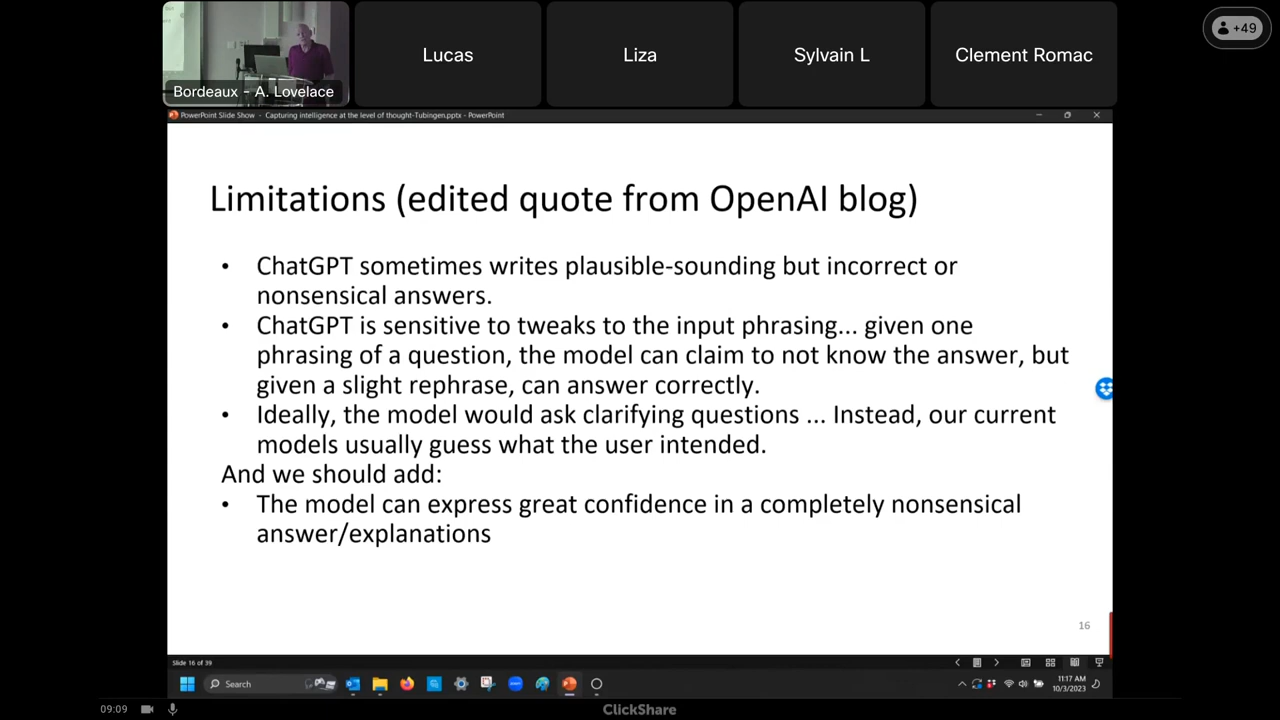 +49
Lucas
Liza
Sylvain L
Clement Romac
Bordeaux - A. Lovelace
PowerPoint Slide Show - Capturing intelligence at the level of thought-Tubingen.pptx - PowerPoint
Limitations (edited quote from OpenAI blog)
• ChatGPT sometimes writes plausible-sounding but incorrect or
nonsensical answers.
• ChatGPT is sensitive to tweaks to the input phrasing... given one
phrasing of a question, the model can claim to not know the answer, but
given a slight rephrase, can answer correctly.
• Ideally, the model would ask clarifying questions ... Instead, our current
models usually guess what the user intended.
And we should add:
• The model can express great confidence in a completely nonsensical
answer/explanations
16
Slide 16 of 39
Search
11:17 AM
10/3/2023
09:09
ClickShare